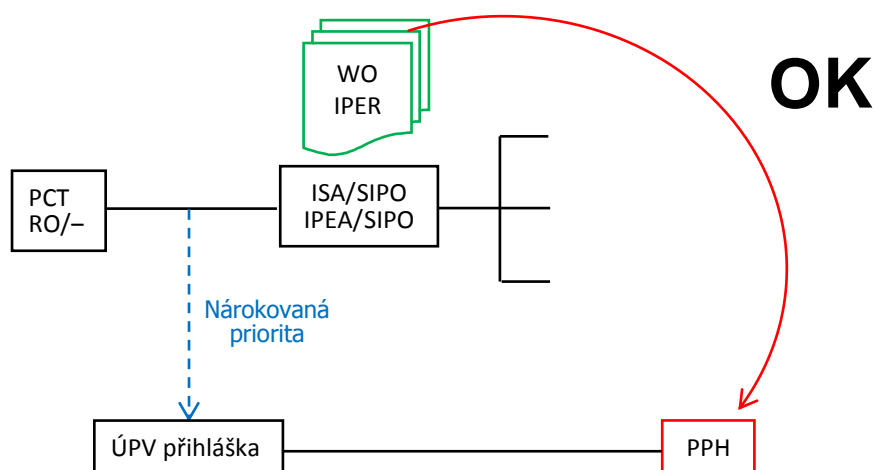 WO
IPER
OK
PCT
RO/–
ISA/SIPO
IPEA/SIPO
Nárokovaná
priorita
ÚPV přihláška
PPH